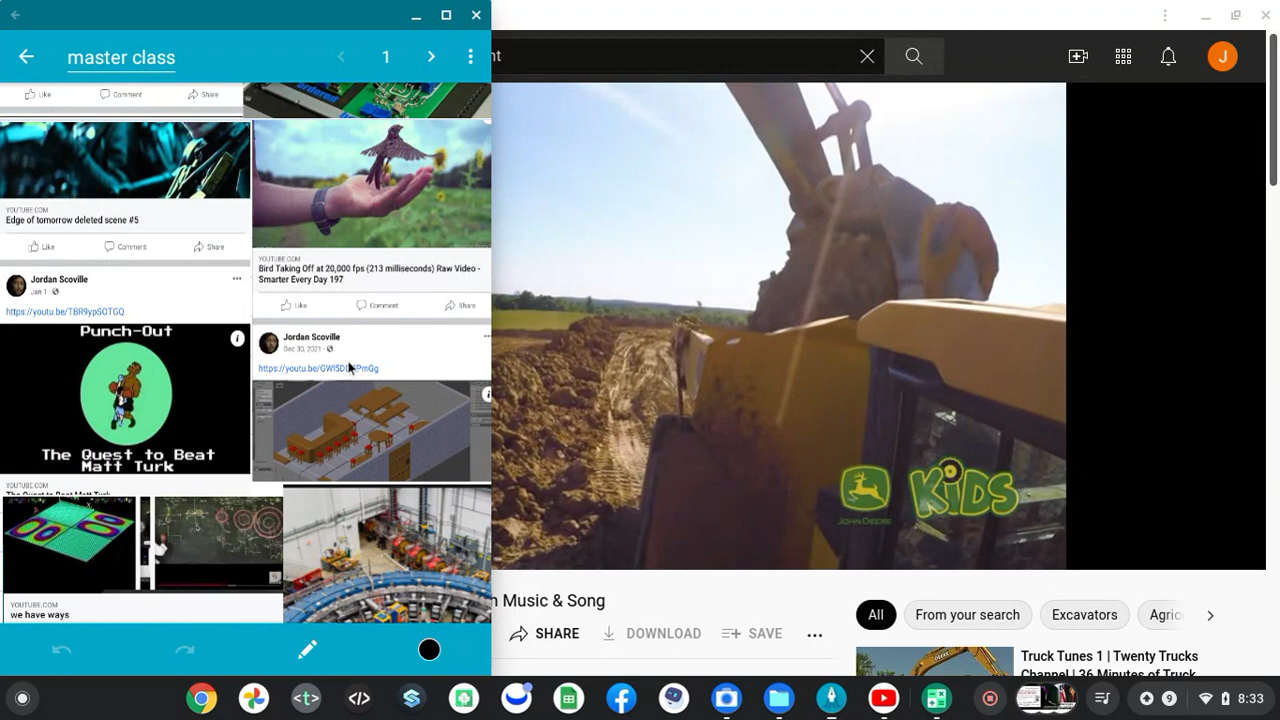 nt
J
master class
1
Like Comment Share
YOUTUBE.COM
Edge of tomorrow deleted scene #5
Like Comment Share
Jordan Scoville
Jan 1
https://youtu.be/TBR9ypSOTGQ
Punch-Out
The Quest to Beat
Matt Turk
YOUTUBE.COM
we have ways
YOUTUBE.COM
Bird Taking Off at 20,000 fps (213 milliseconds) Raw Video -
Smarter Every Day 197
Like Comment Share
Jordan Scoville
Dec 30, 2021
JOHN DEERE
KIDS
n Music & Song
SHARE DOWNLOAD SAVE
All From your search Excavators Agric
Truck Tunes 1 | Twenty Trucks
Channel | 36 Minutes of Truck
9 8:33